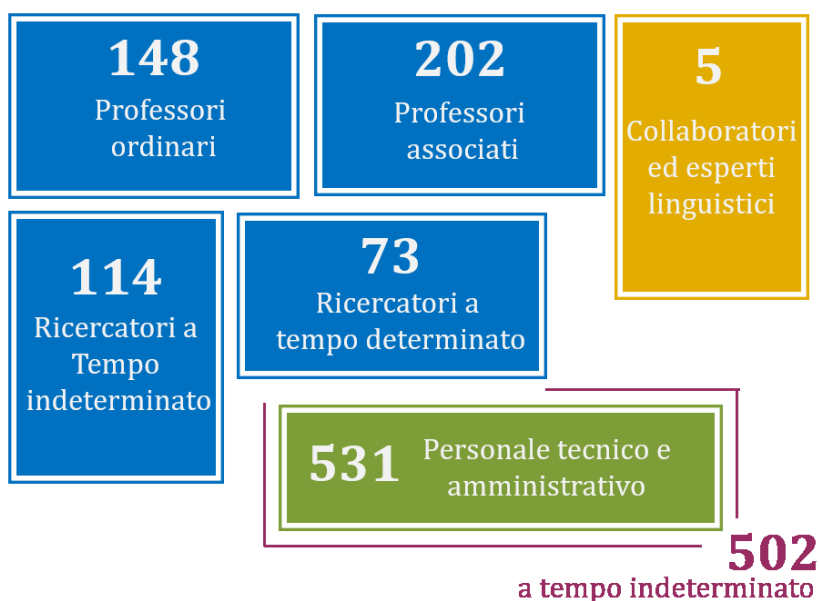 148
Professori
ordinari
202
Professori
associati
5
Collaboratori
ed esperti
linguistici
114
Ricercatori a
Tempo
indeterminato
73
Ricercatori a
tempo determinato
531
Personale tecnico e
amministrativo
502
a tempo indeterminato